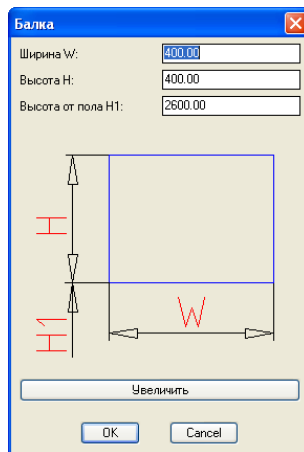 Балка
Ширина W: 400.00
Высота H: 400.00
Высота от пола H1: 2600.00
H
W
H1
Увеличить
OK Cancel